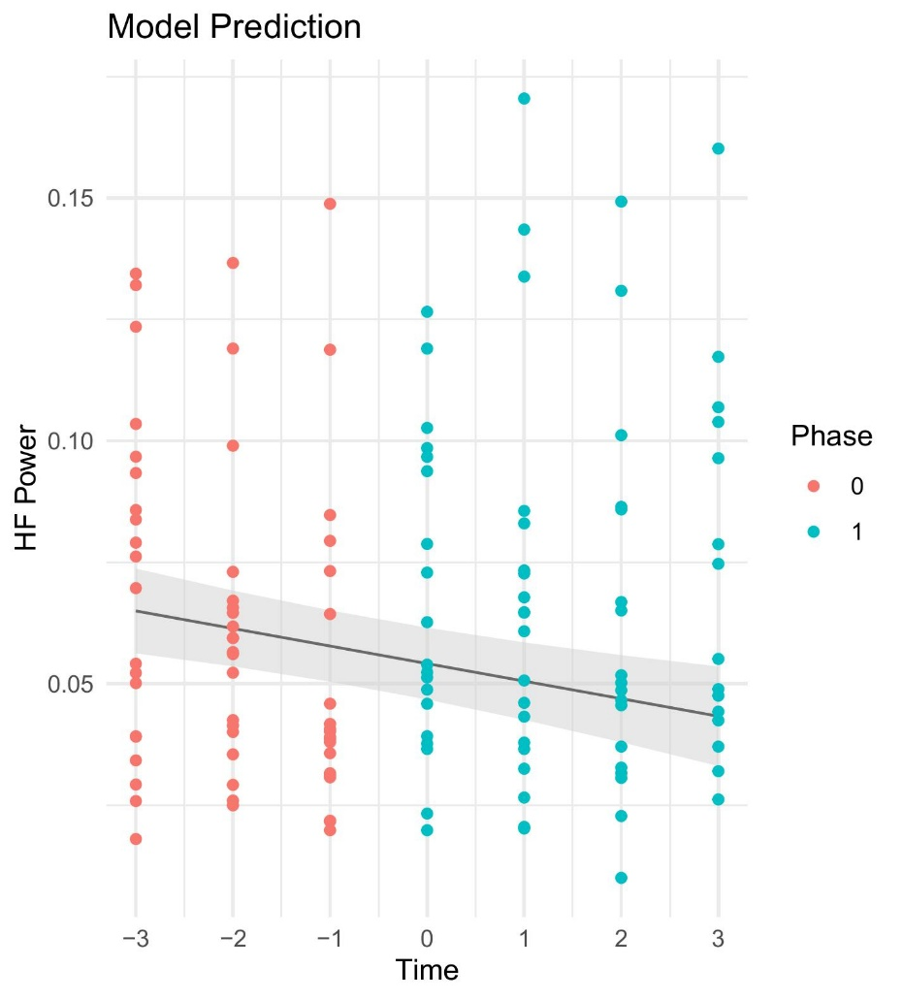 Model Prediction
0.15
0.10
0.05
HF Power
−3 −2 −1 0 1 2 3
Time
Phase
0
1